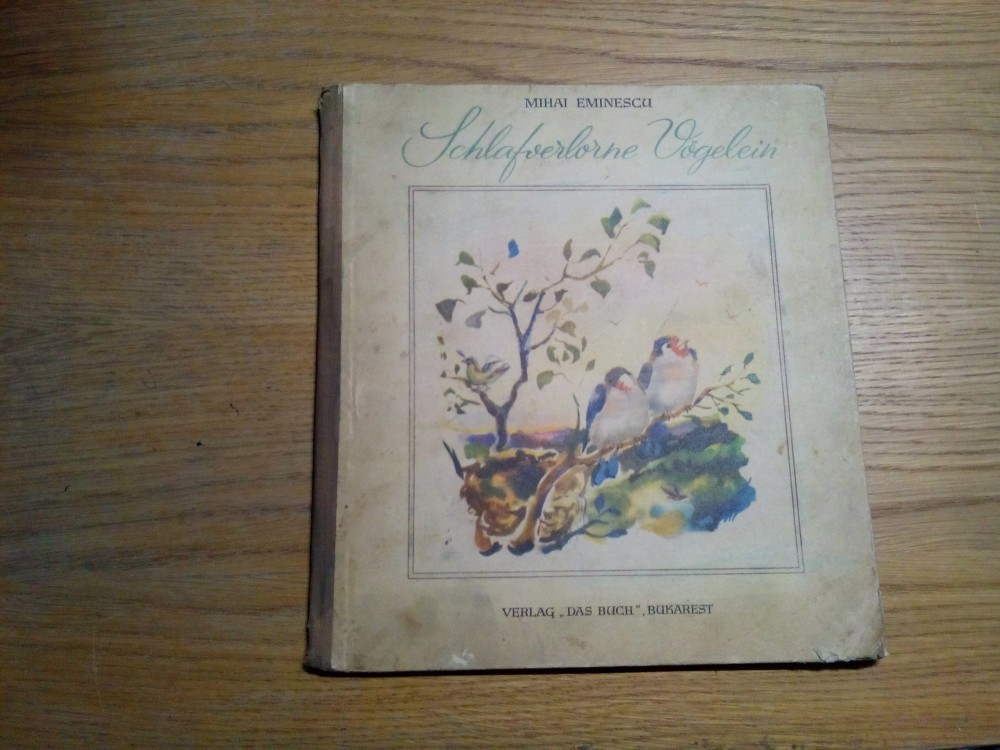 MIHAI EMINESCU
Schlafverlorne Vögelein
VERLAG „DAS BUCH", BUKAREST